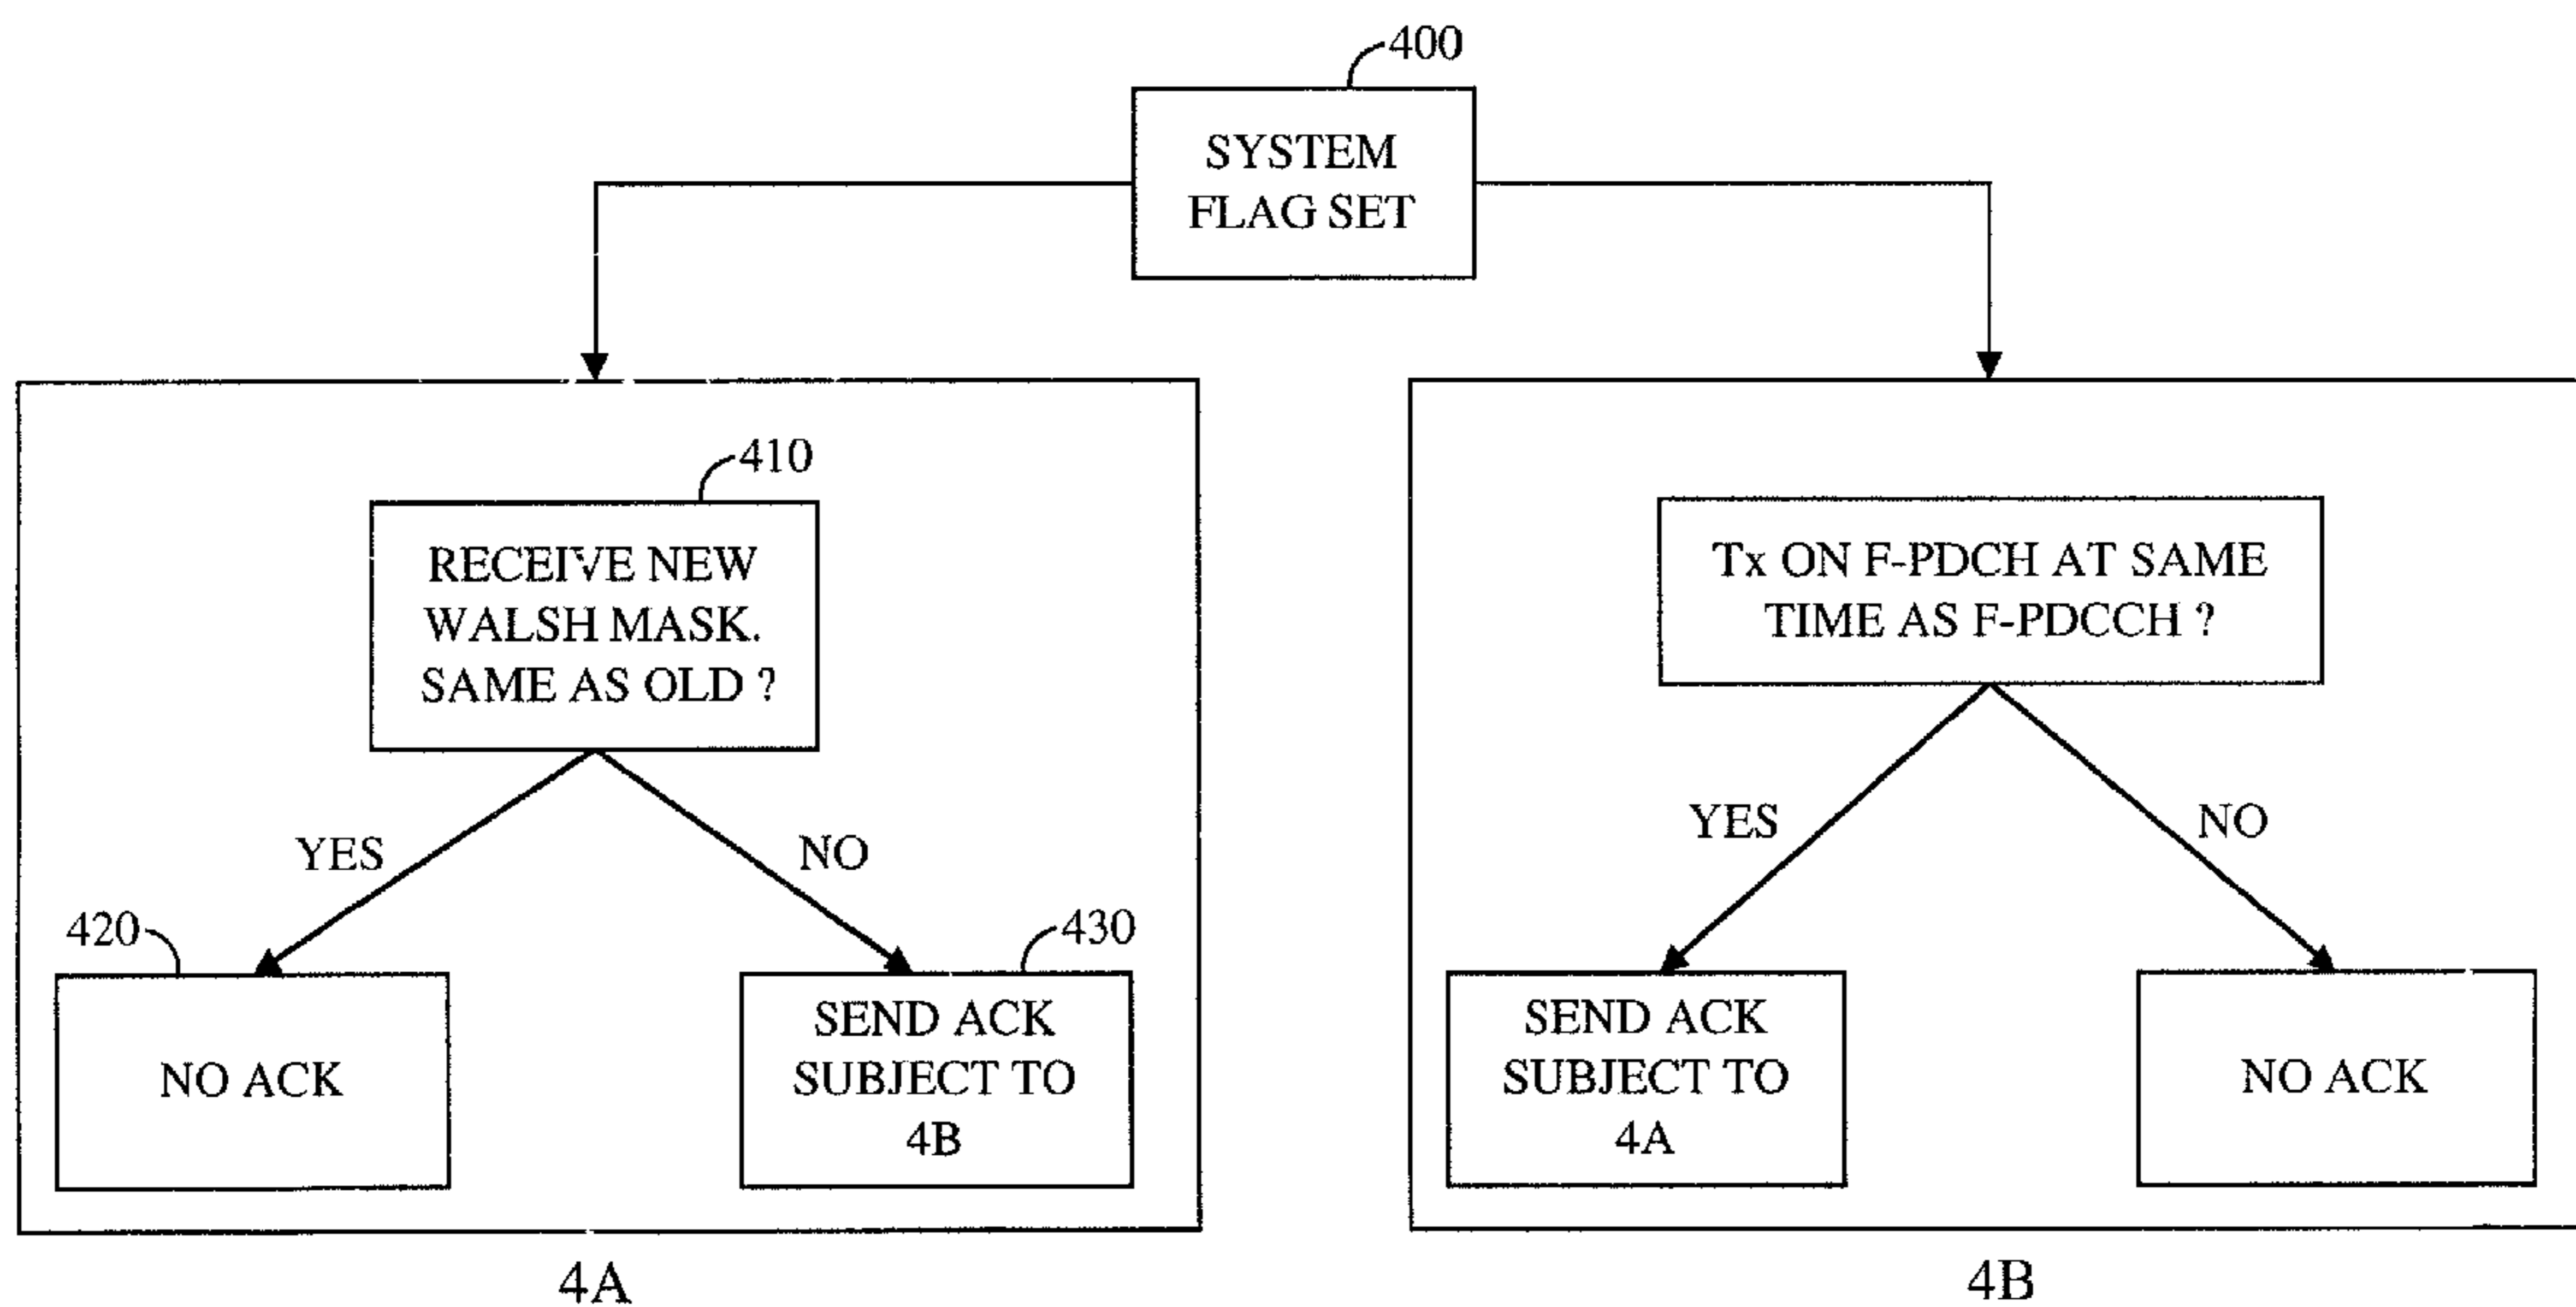 400
SYSTEM
FLAG SET
410
RECEIVE NEW
WALSH MASK.
SAME AS OLD ?
YES
NO
420
NO ACK
430
SEND ACK
SUBJECT TO
4B
4A
Tx ON F-PDCH AT SAME
TIME AS F-PDCCH ?
YES
NO
SEND ACK
SUBJECT TO
4A
NO ACK
4B